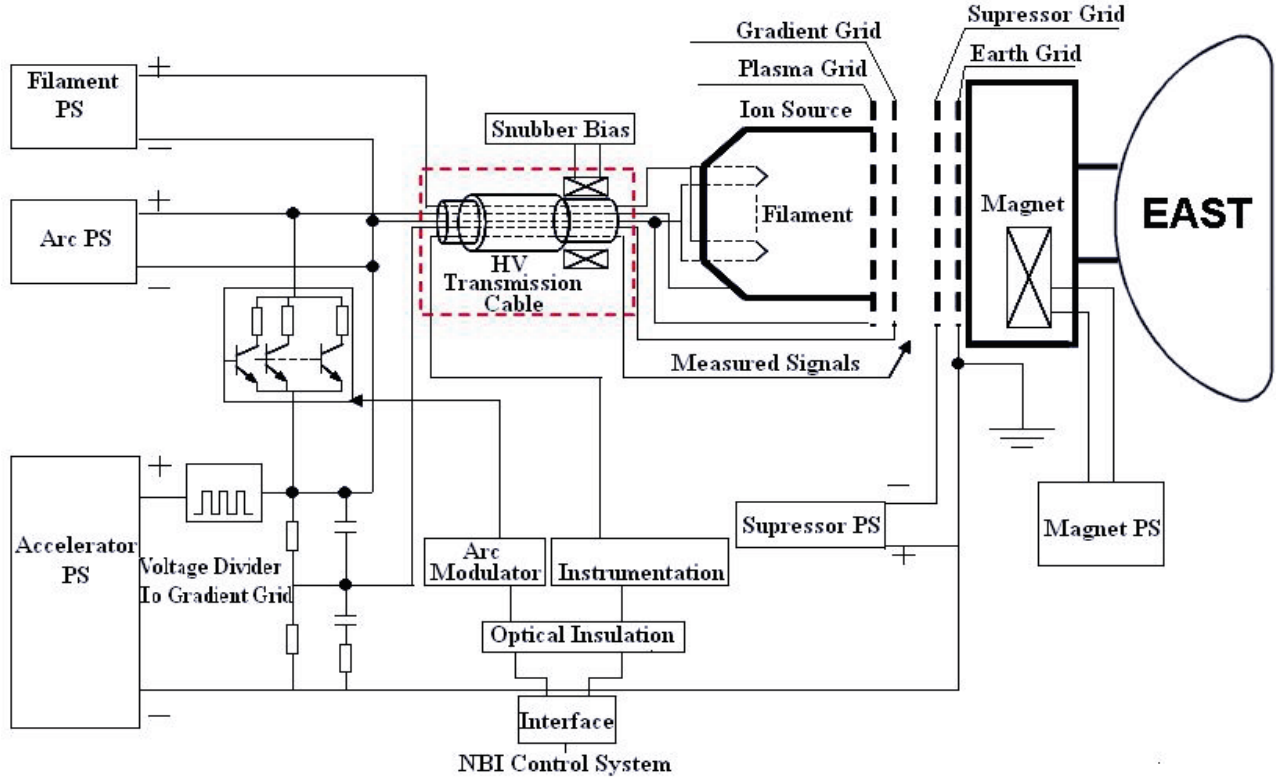 Supressor Grid
Gradient Grid
Earth Grid
Plasma Grid
Filament
PS
+
−
Ion Source
Snubber Bias
Arc PS
+
−
Filament
Magnet
EAST
HV
Transmission
Cable
Measured Signals
Accelerator
PS
+
−
Voltage Divider
To Gradient Grid
Arc
Modulator
Instrumentation
Supressor PS
−
+
Magnet PS
Optical Insulation
Interface
NBI Control System